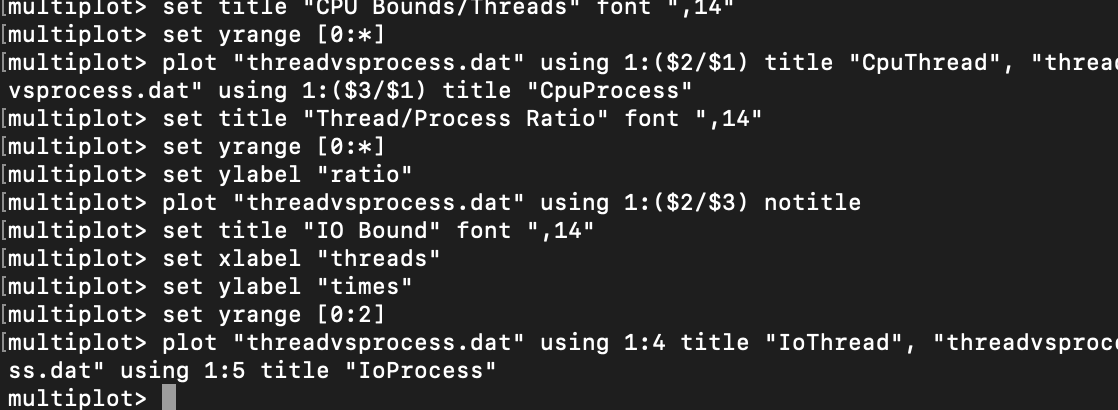 [multiplot> set title "CPU Bounds/Threads" font ",14"
[multiplot> set yrange [0:*]
[multiplot> plot "threadvsprocess.dat" using 1:($2/$1) title "CpuThread", "threa
vsprocess.dat" using 1:($3/$1) title "CpuProcess"
[multiplot> set title "Thread/Process Ratio" font ",14"
[multiplot> set yrange [0:*]
[multiplot> set ylabel "ratio"
[multiplot> plot "threadvsprocess.dat" using 1:($2/$3) notitle
[multiplot> set title "IO Bound" font ",14"
[multiplot> set xlabel "threads"
[multiplot> set ylabel "times"
[multiplot> set yrange [0:2]
[multiplot> plot "threadvsprocess.dat" using 1:4 title "IoThread", "threadvsproce
ss.dat" using 1:5 title "IoProcess"
multiplot>